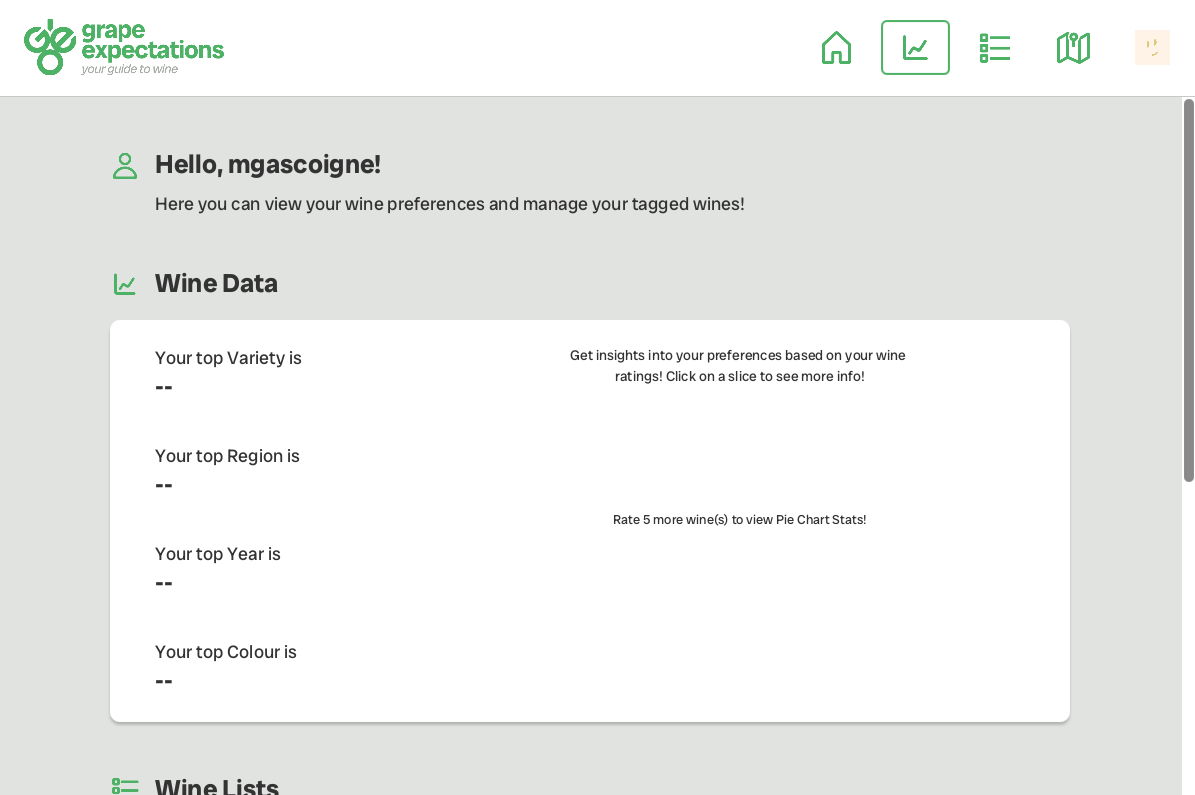 grape
expectations
your guide to wine
Hello, mgascoigne!
Here you can view your wine preferences and manage your tagged wines!
Wine Data
Your top Variety is
--
Your top Region is
--
Your top Year is
--
Your top Colour is
--
Get insights into your preferences based on your wine
ratings! Click on a slice to see more info!
Rate 5 more wine(s) to view Pie Chart Stats!
Wine Lists